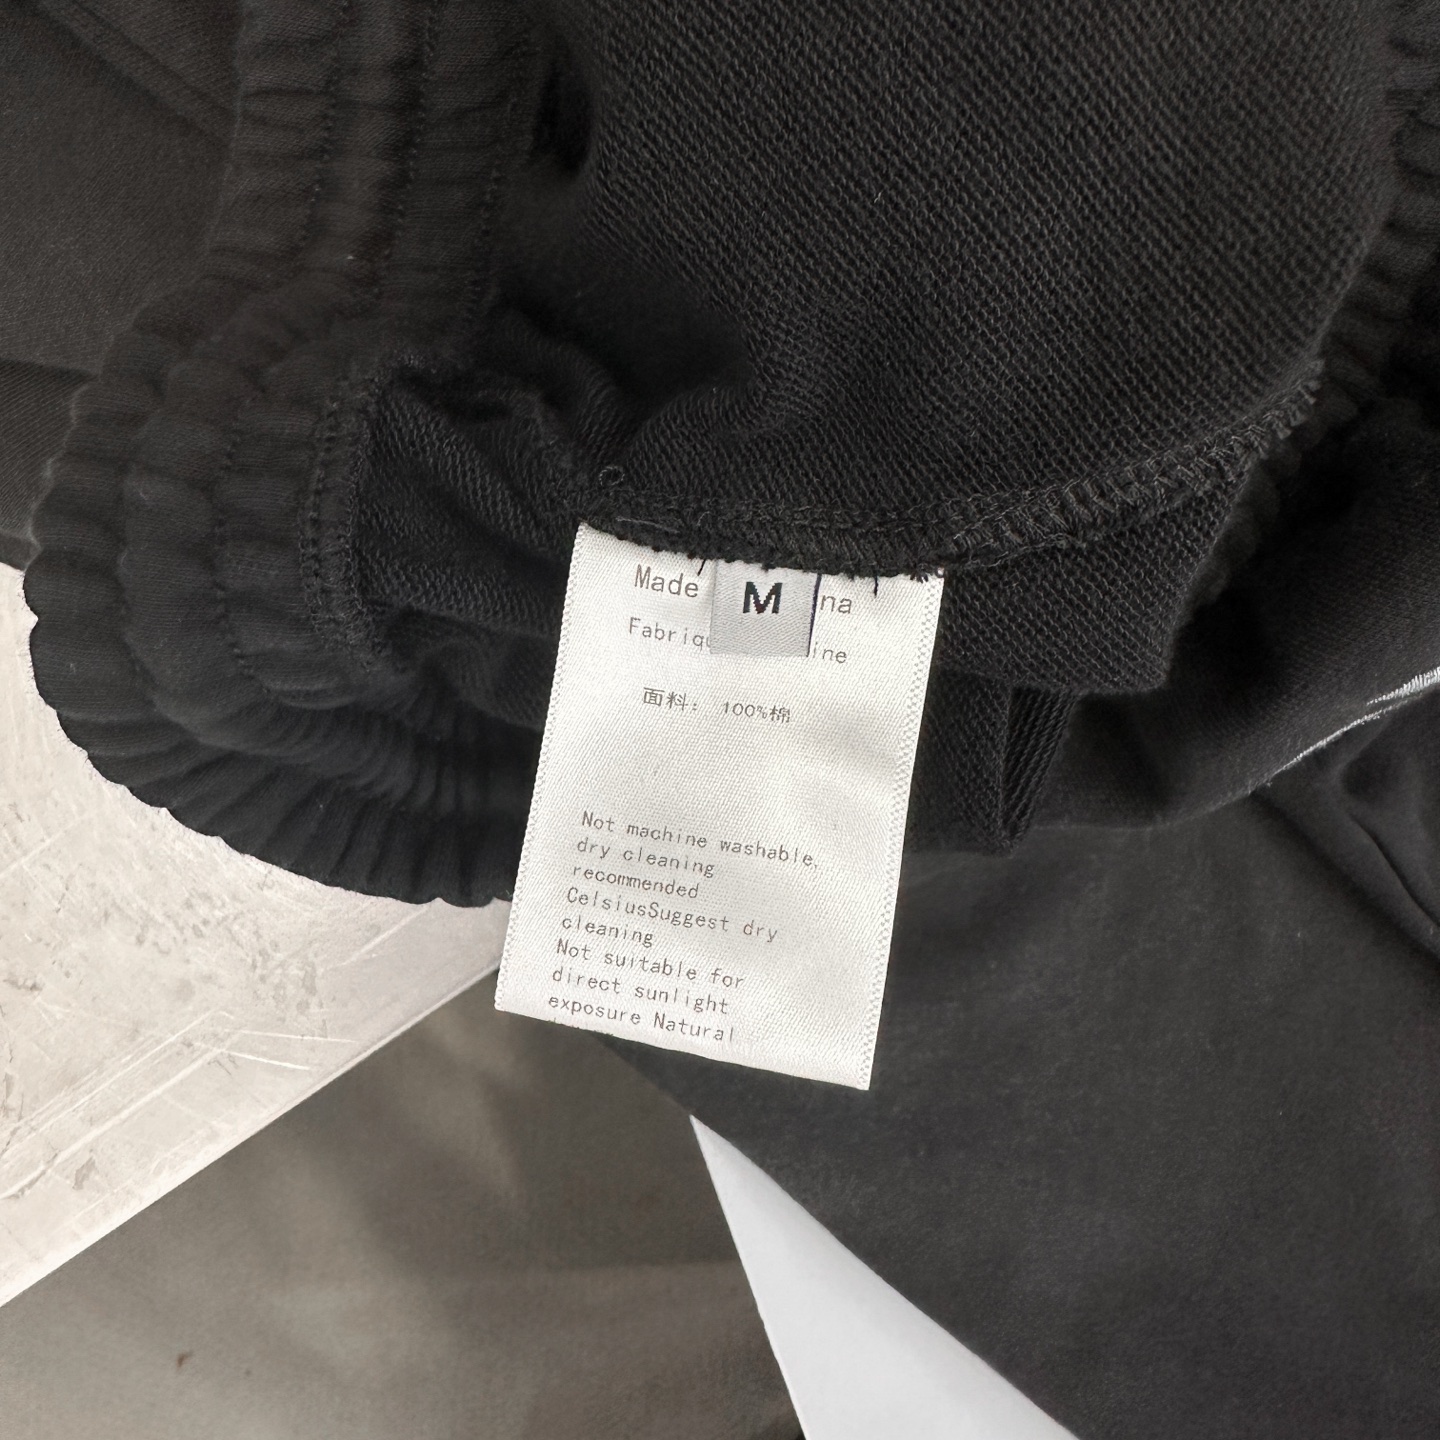 Made na
M
Fabriq ine
面料： 100%棉
Not machine washable,
dry cleaning
recommended
CelsiusSuggest dry
cleaning
Not suitable for
direct sunlight
exposure Natural